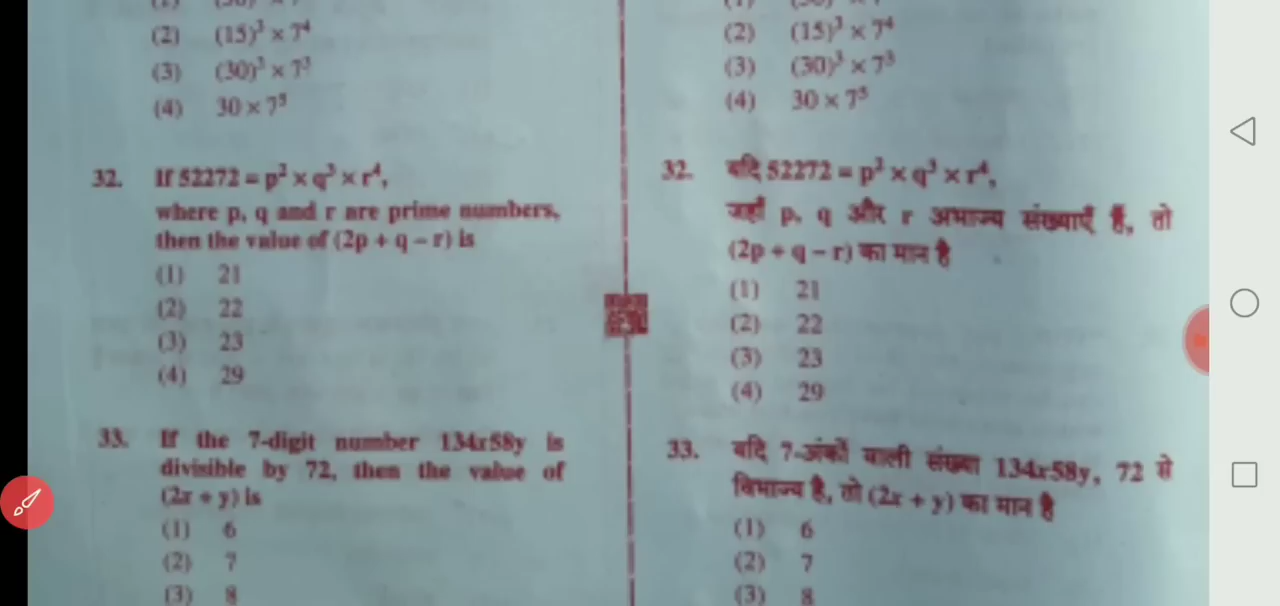 (2) (15)³ × 7⁴
(3) (30)³ × 7³
(4) 30 × 7⁵
32. If 52272 = p² × q³ × r⁴,
where p, q and r are prime numbers,
then the value of (2p + q – r) is
(1) 21
(2) 22
(3) 23
(4) 29
33. If the 7-digit number 134x58y is
divisible by 72, then the value of
(2x + y) is
(1) 6
(2) 7
(3) 8
(2) (15)³ × 7⁴
(3) (30)³ × 7³
(4) 30 × 7⁵
32. यदि 52272 = p² × q³ × r⁴,
जहाँ p, q और r अभाज्य संख्याएँ हैं, तो
(2p + q – r) का मान है
(1) 21
(2) 22
(3) 23
(4) 29
33. यदि 7-अंकों वाली संख्या 134x58y, 72 से
विभाज्य है, तो (2x + y) का मान है
(1) 6
(2) 7
(3) 8